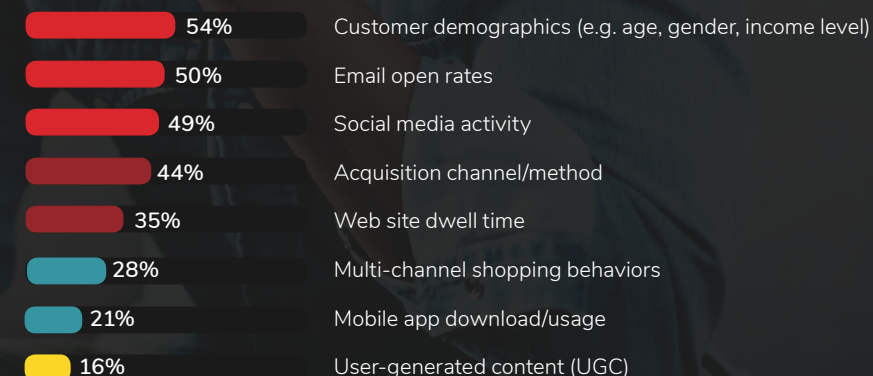 54% Customer demographics (e.g. age, gender, income level)
50% Email open rates
49% Social media activity
44% Acquisition channel/method
35% Web site dwell time
28% Multi-channel shopping behaviors
21% Mobile app download/usage
16% User-generated content (UGC)